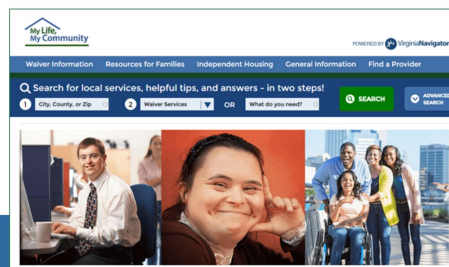 My Life,
My Community
POWERED BY VirginiaNavigator
Waiver Information Resources for Families Independent Housing General Information Find a Provider
Search for local services, helpful tips, and answers - in two steps!
1 City, County, or Zip 2 Waiver Services OR What do you need? SEARCH ADVANCED
SEARCH